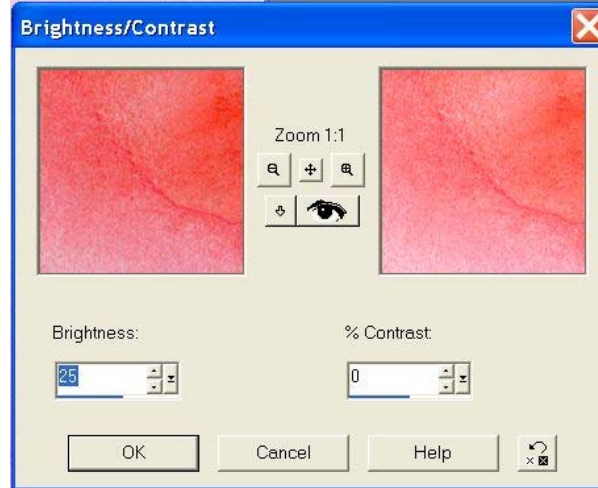 Brightness/Contrast
Zoom 1:1
Brightness:
% Contrast:
25
0
OK
Cancel
Help